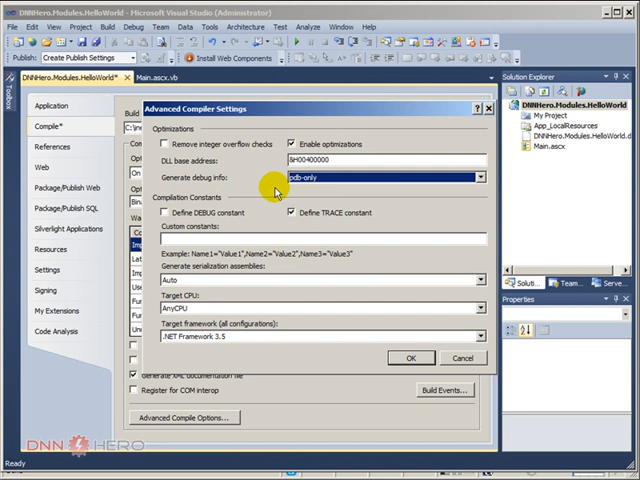 DNNHero.Modules.HelloWorld - Microsoft Visual Studio (Administrator)
File Edit View Project Build Debug Team Data Tools Architecture Test Analyze Window Help
Publish: Create Publish Settings Install Web Components
Toolbox
DNNHero.Modules.HelloWorld* Main.ascx.vb
Application
Compile*
References
Web
Package/Publish Web
Package/Publish SQL
Silverlight Applications
Resources
Settings
Signing
My Extensions
Code Analysis
Advanced Compiler Settings
Optimizations
Remove integer overflow checks Enable optimizations
DLL base address: &H00400000
Generate debug info: pdb-only
Compilation Constants
Define DEBUG constant Define TRACE constant
Custom constants:
Example: Name1="Value1",Name2="Value2",Name3="Value3"
Generate serialization assemblies:
Auto
Target CPU:
AnyCPU
Target framework (all configurations):
.NET Framework 3.5
OK Cancel
Generate XML documentation file
Register for COM interop Build Events...
Advanced Compile Options...
Solution Explorer
DNNHero.Modules.HelloWorld
My Project
App_LocalResources
Main.ascx
Solut... Team... Serve...
Properties
DNN HERO
Ready